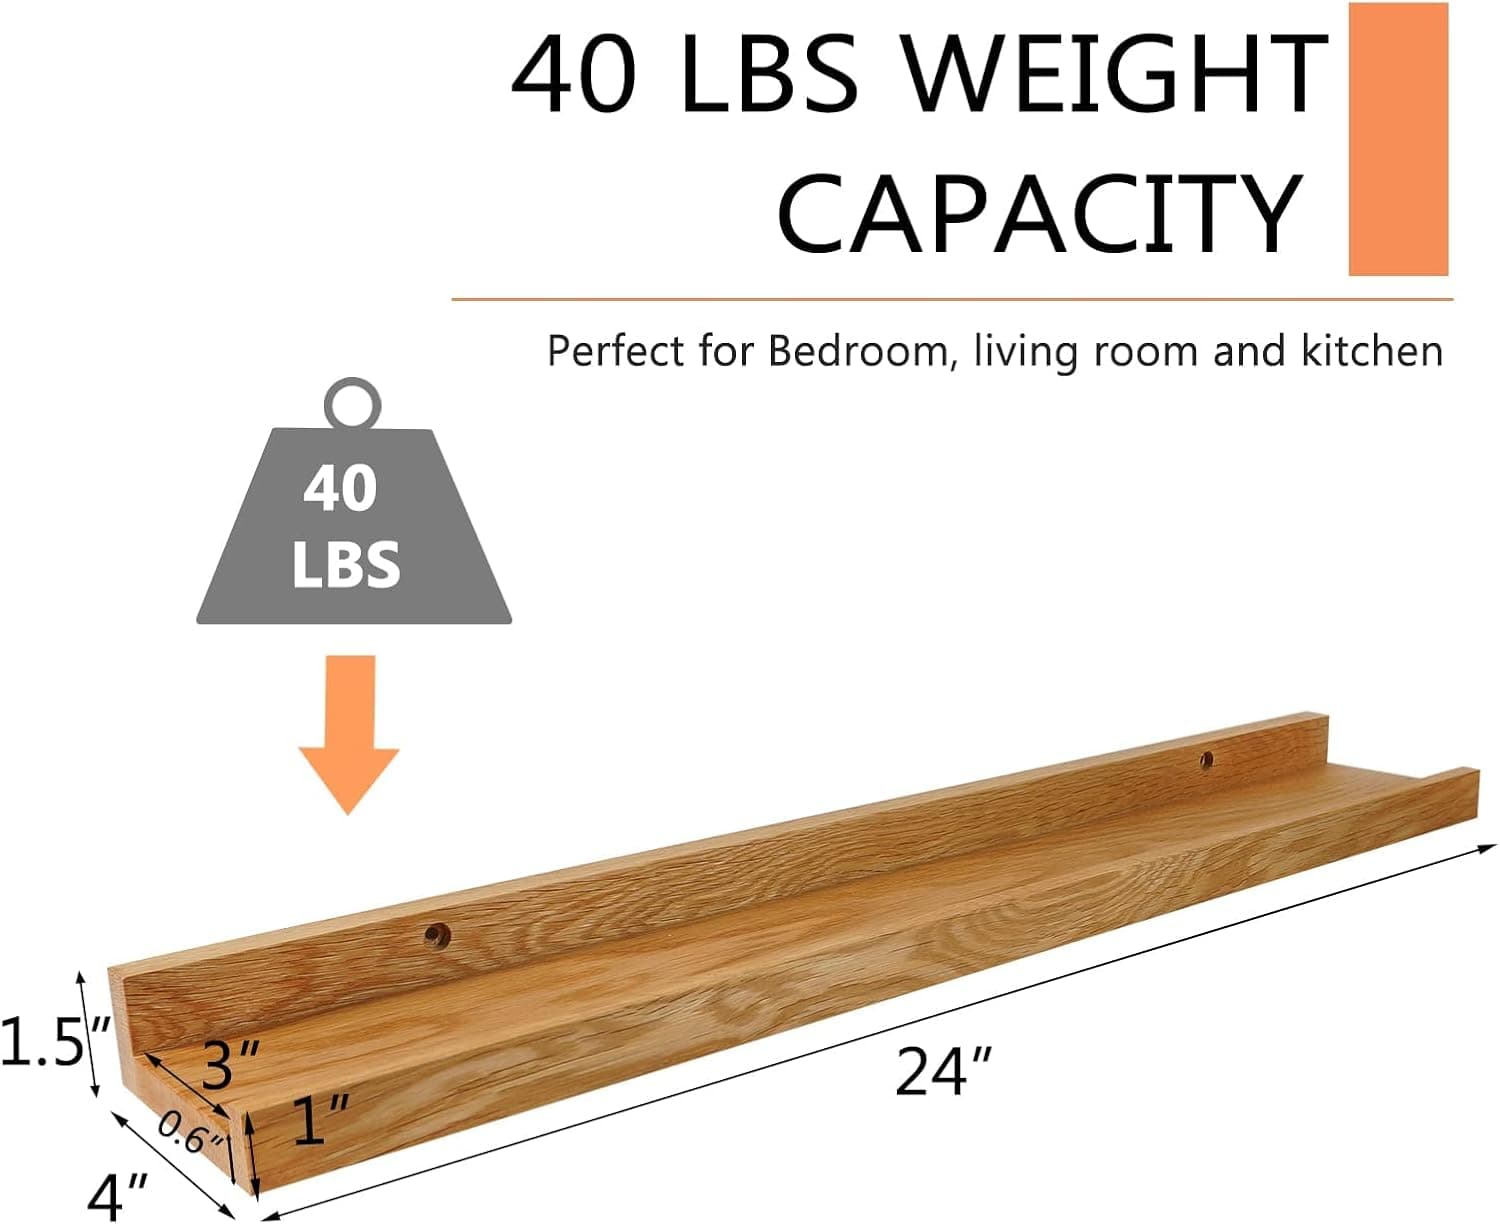 40 LBS WEIGHT
CAPACITY
Perfect for Bedroom, living room and kitchen
40
LBS
1.5"
3"
1"
0.6"
4"
24"